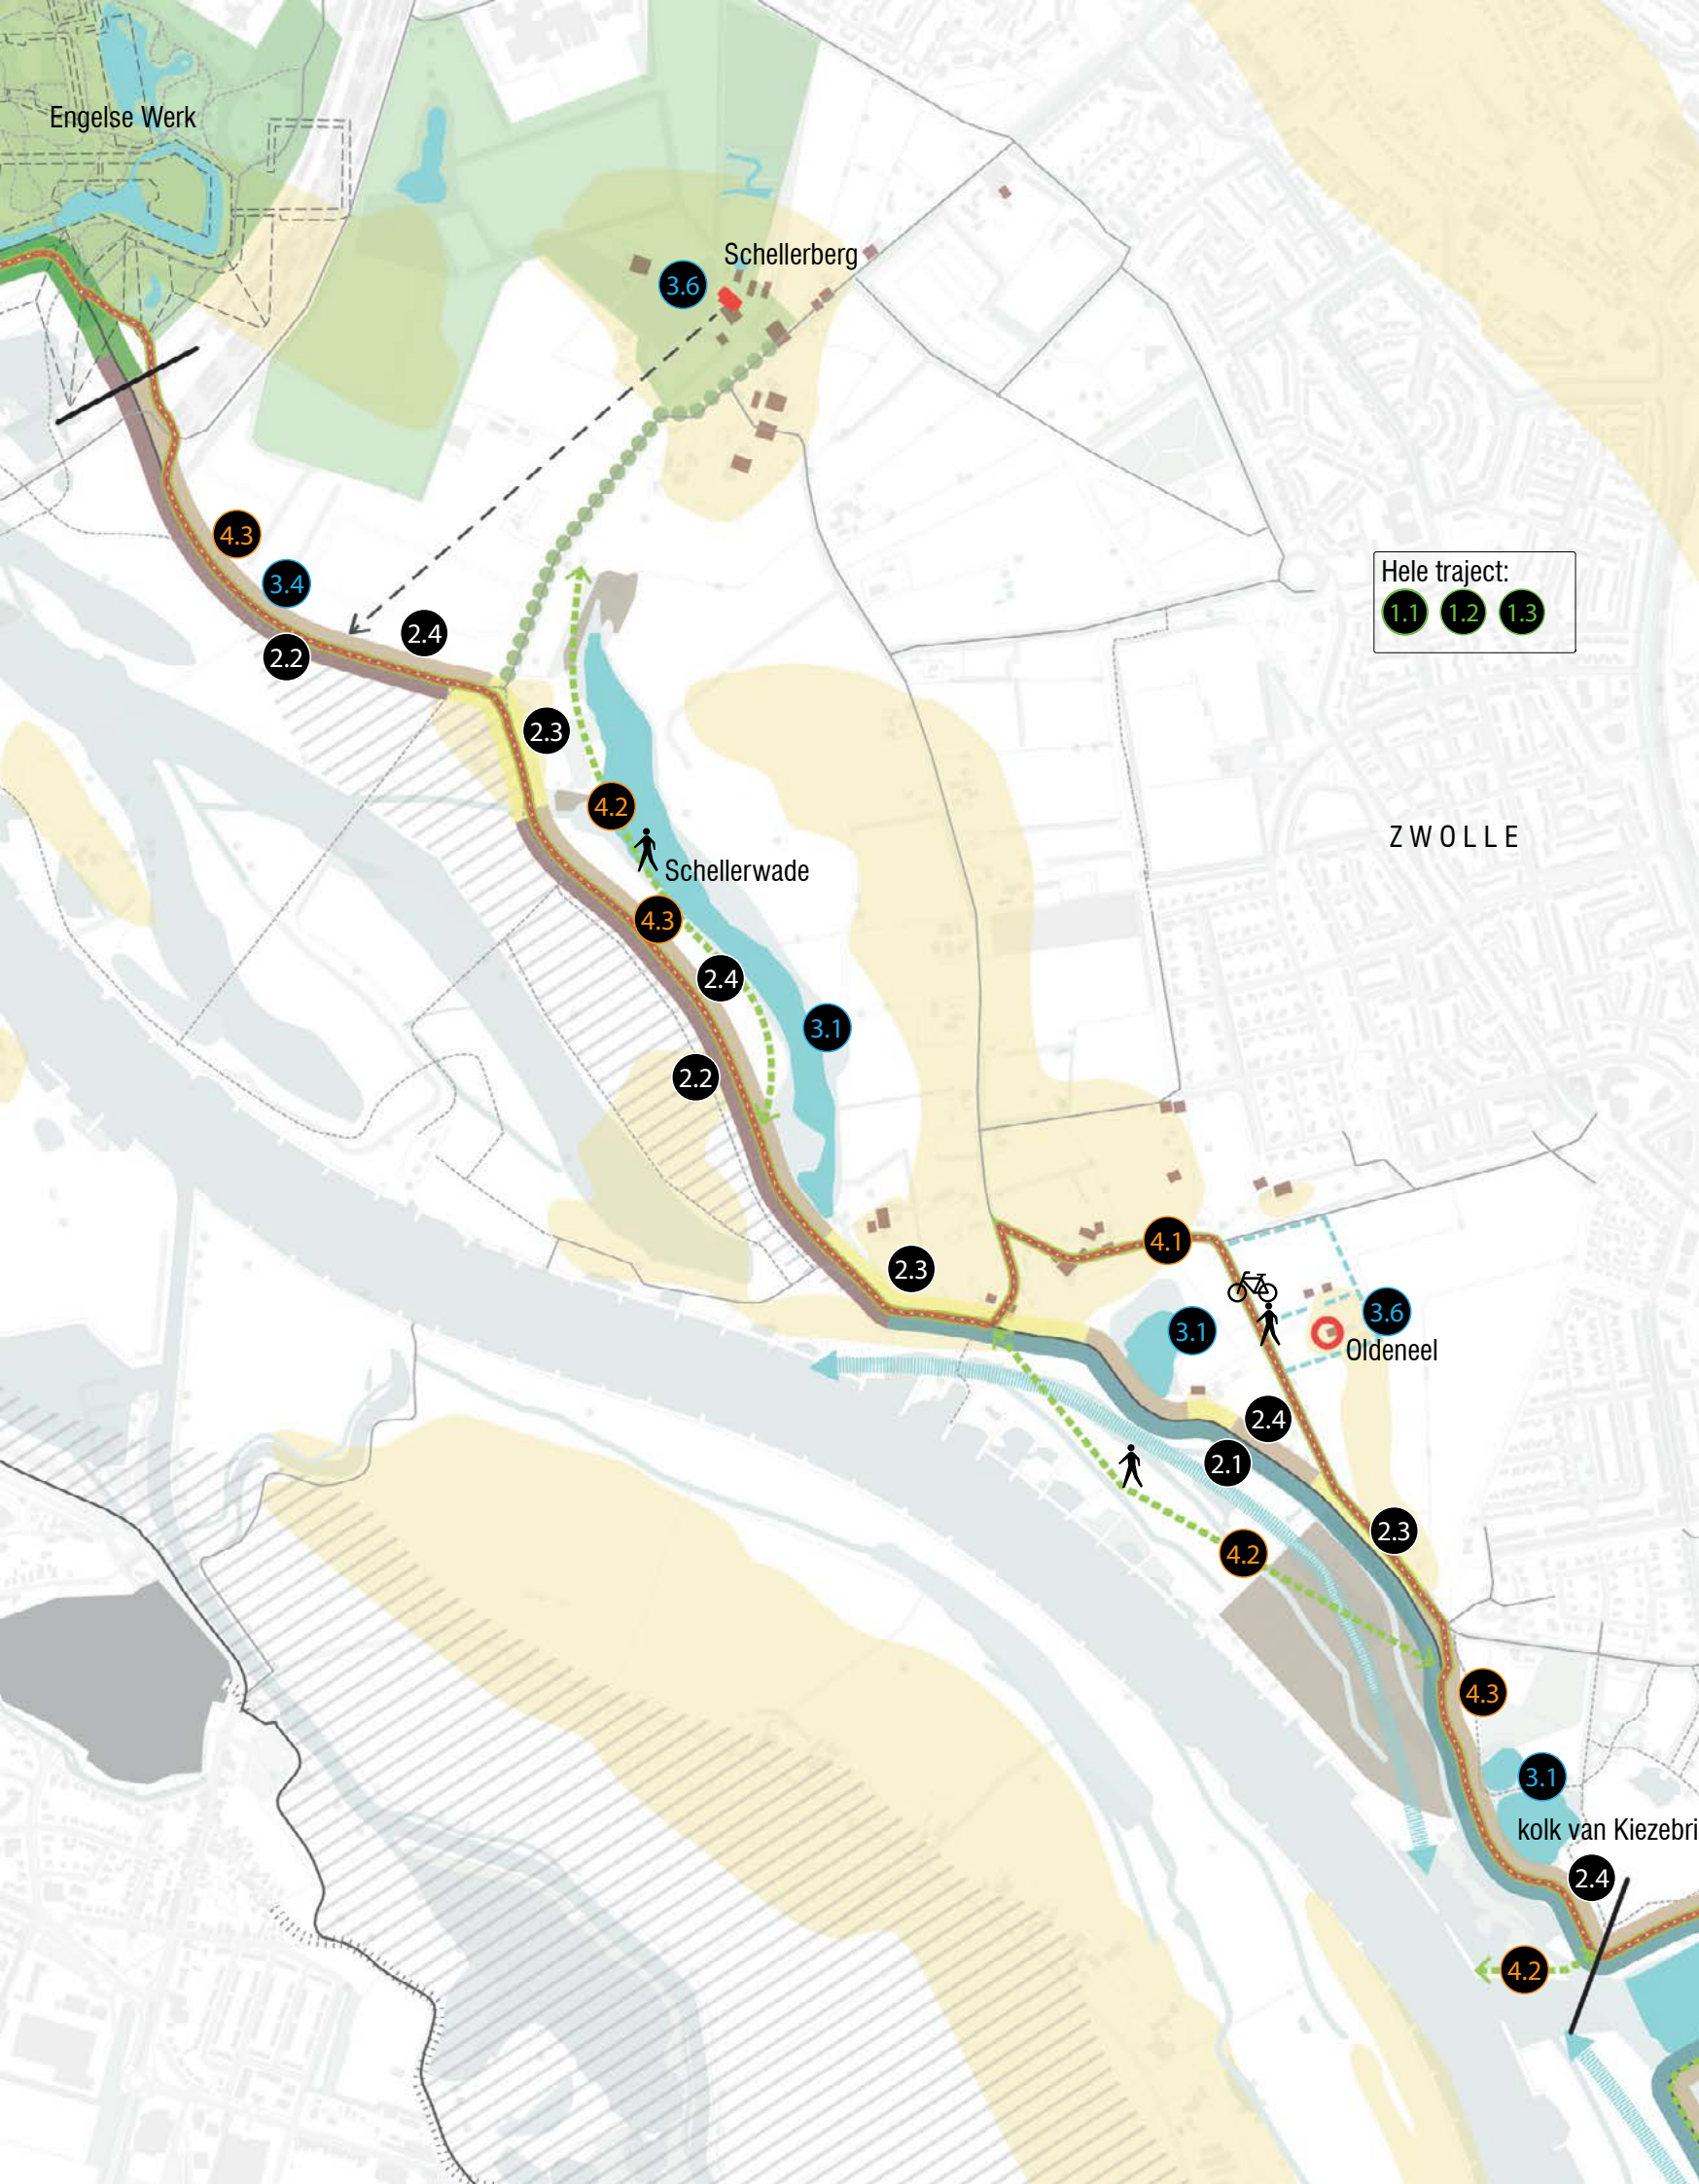 Engelse Werk
Schellerberg
3.6
4.3
3.4
2.4
2.2
Hele traject:
1.1 1.2 1.3
2.3
4.2
ZWOLLE
Schellerwade
4.3
2.4
3.1
2.2
4.1
2.3
3.6
3.1
Oldeneel
2.4
2.1
2.3
4.2
4.3
3.1
kolk van Kiezebri
2.4
4.2